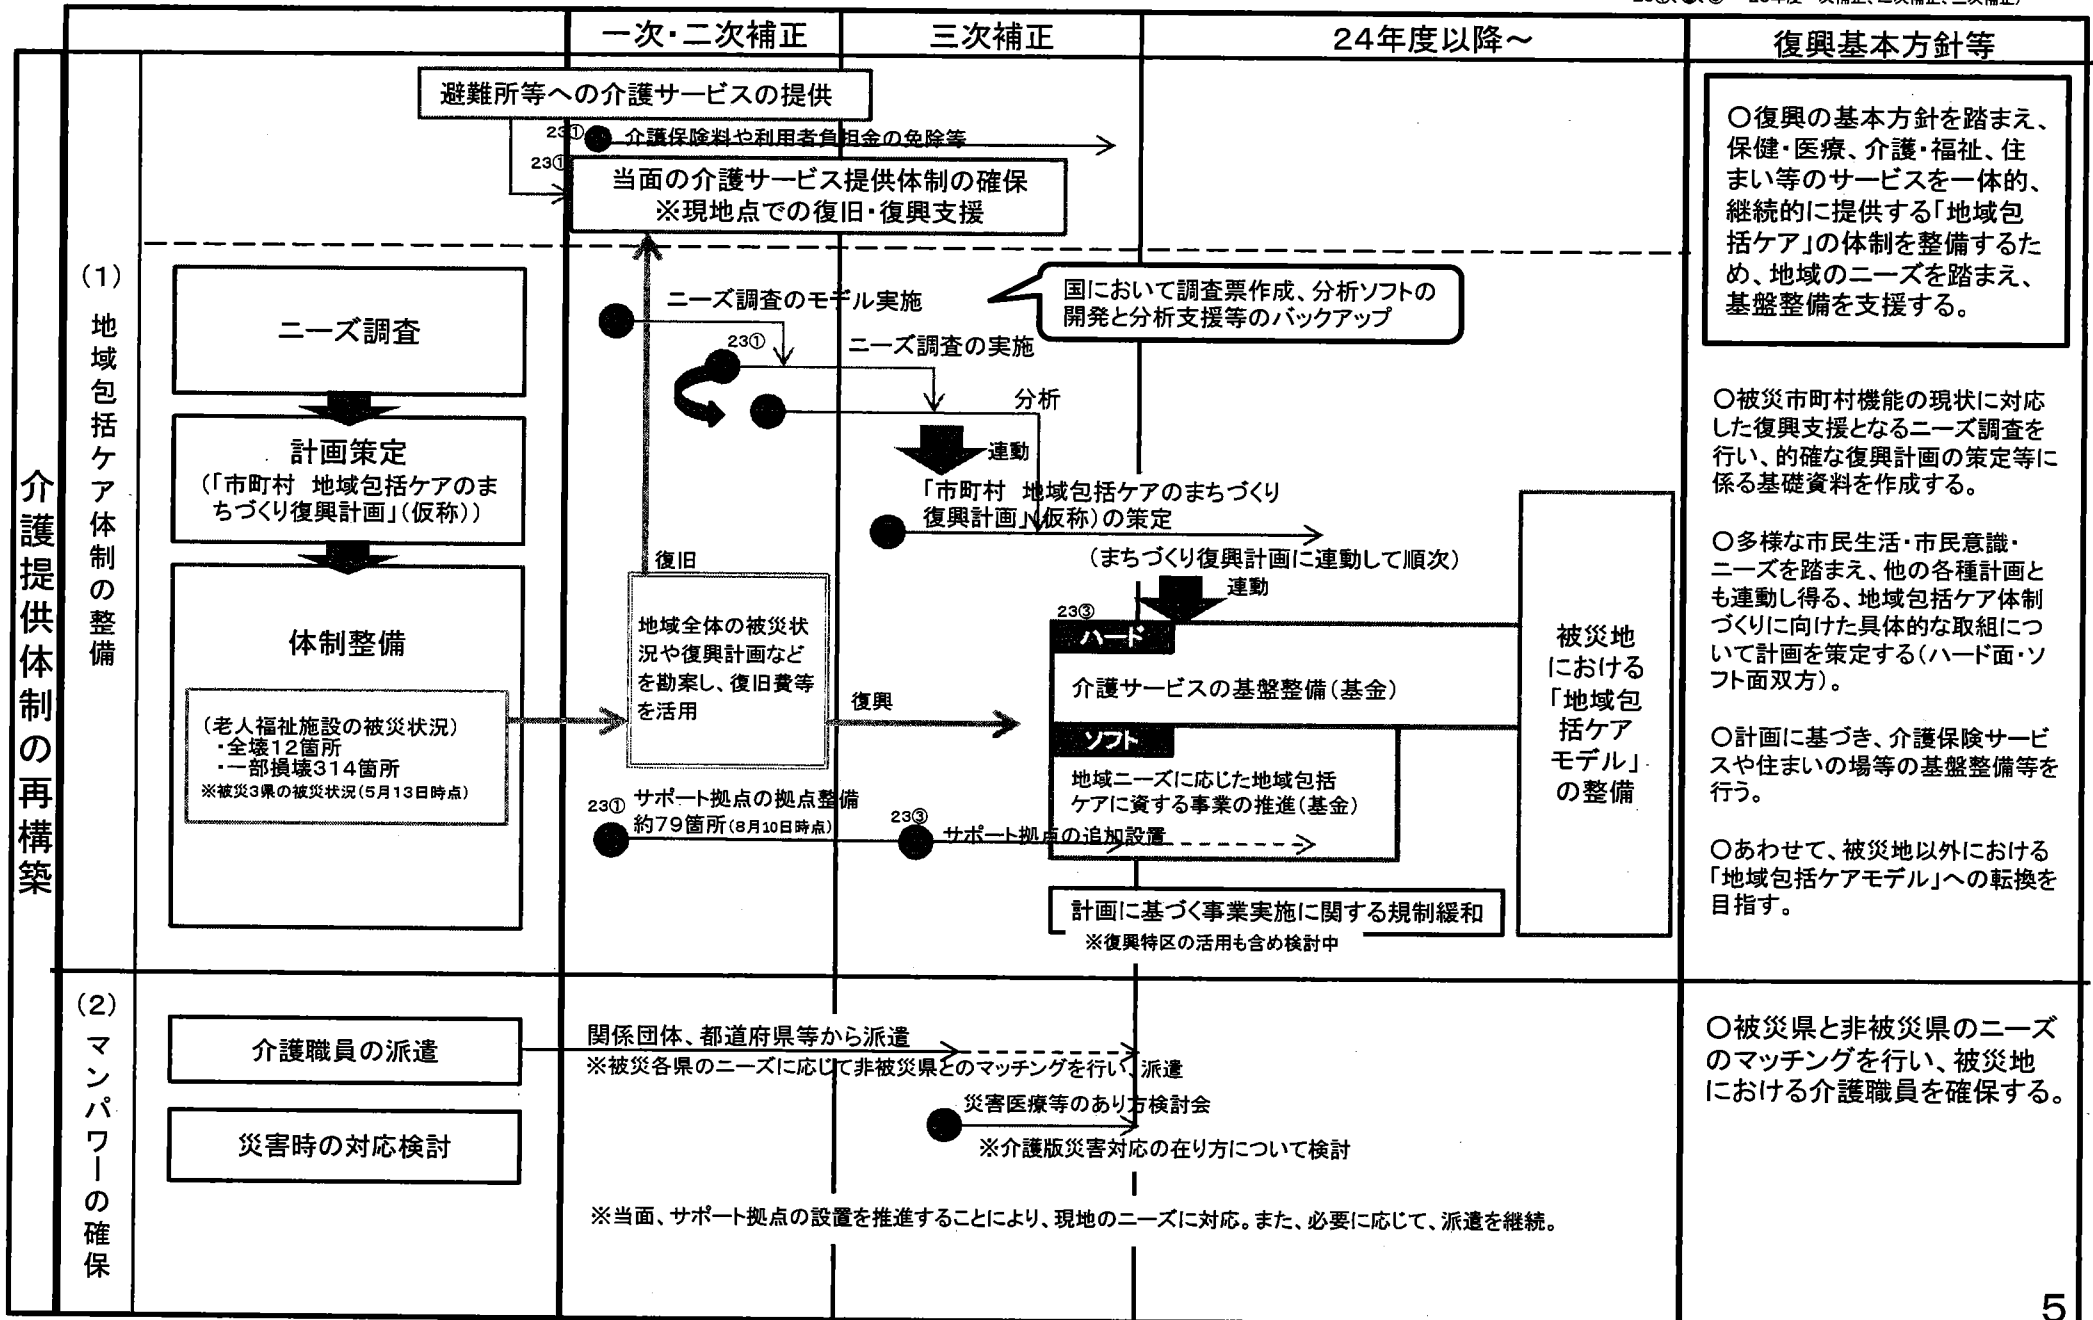 一次・二次補正
三次補正
24年度以降～
復興基本方針等
介護提供体制の再構築
(1)地域包括ケア体制の整備
避難所等への介護サービスの提供
23①
介護保険料や利用者負担金の免除等
23①
当面の介護サービス提供体制の確保
※現地点での復旧・復興支援
ニーズ調査
計画策定
(「市町村 地域包括ケアのま
ちづくり復興計画」(仮称))
体制整備
(老人福祉施設の被災状況)
・全壊12箇所
・一部損壊314箇所
※被災3県の被災状況(5月13日時点)
ニーズ調査のモデル実施
国において調査票作成、分析ソフトの
開発と分析支援等のバックアップ
23①
ニーズ調査の実施
分析
連動
「市町村 地域包括ケアのまちづくり
復興計画」(仮称)の策定
(まちづくり復興計画に連動して順次)
連動
復旧
地域全体の被災状
況や復興計画など
を勘案し、復旧費等
を活用
復興
23③
ハード
介護サービスの基盤整備(基金)
ソフト
地域ニーズに応じた地域包括
ケアに資する事業の推進(基金)
23①
サポート拠点の拠点整備
約79箇所(8月10日時点)
23③
サポート拠点の追加設置
計画に基づく事業実施に関する規制緩和
※復興特区の活用も含め検討中
被災地
における
「地域包
括ケア
モデル」
の整備
○復興の基本方針を踏まえ、
保健・医療、介護・福祉、住
まい等のサービスを一体的、
継続的に提供する「地域包
括ケア」の体制を整備するた
め、地域のニーズを踏まえ、
基盤整備を支援する。
○被災市町村機能の現状に対応
した復興支援となるニーズ調査を
行い、的確な復興計画の策定等に
係る基礎資料を作成する。
○多様な市民生活・市民意識・
ニーズを踏まえ、他の各種計画と
も連動し得る、地域包括ケア体制
づくりに向けた具体的な取組につ
いて計画を策定する(ハード面・ソ
フト面双方)。
○計画に基づき、介護保険サービ
スや住まいの場等の基盤整備等を
行う。
○あわせて、被災地以外における
「地域包括ケアモデル」への転換を
目指す。
(2)マンパワーの確保
介護職員の派遣
関係団体、都道府県等から派遣
※被災各県のニーズに応じて非被災県とのマッチングを行い、派遣
災害時の対応検討
災害医療等のあり方検討会
※介護版災害対応の在り方について検討
※当面、サポート拠点の設置を推進することにより、現地のニーズに対応。また、必要に応じて、派遣を継続。
○被災県と非被災県のニーズ
のマッチングを行い、被災地
における介護職員を確保する。
5